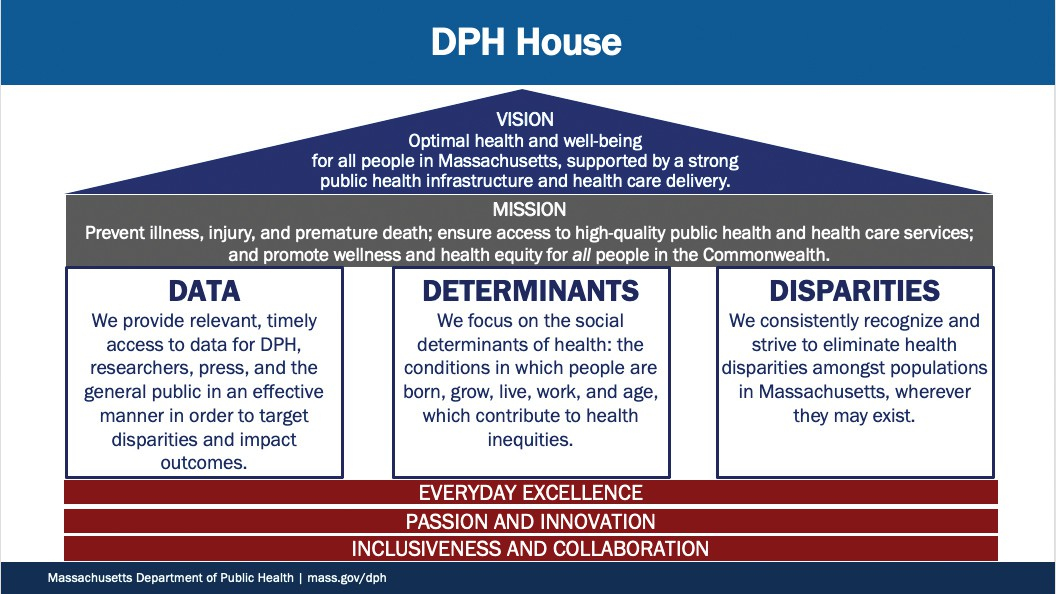 DPH House
VISION
Optimal health and well-being
for all people in Massachusetts, supported by a strong
public health infrastructure and health care delivery.
MISSION
Prevent illness, injury, and premature death; ensure access to high-quality public health and health care services;
and promote wellness and health equity for all people in the Commonwealth.
DATA
We provide relevant, timely
access to data for DPH,
researchers, press, and the
general public in an effective
manner in order to target
disparities and impact
outcomes.
DETERMINANTS
We focus on the social
determinants of health: the
conditions in which people are
born, grow, live, work, and age,
which contribute to health
inequities.
DISPARITIES
We consistently recognize and
strive to eliminate health
disparities amongst populations
in Massachusetts, wherever
they may exist.
EVERYDAY EXCELLENCE
PASSION AND INNOVATION
INCLUSIVENESS AND COLLABORATION
Massachusetts Department of Public Health | mass.gov/dph